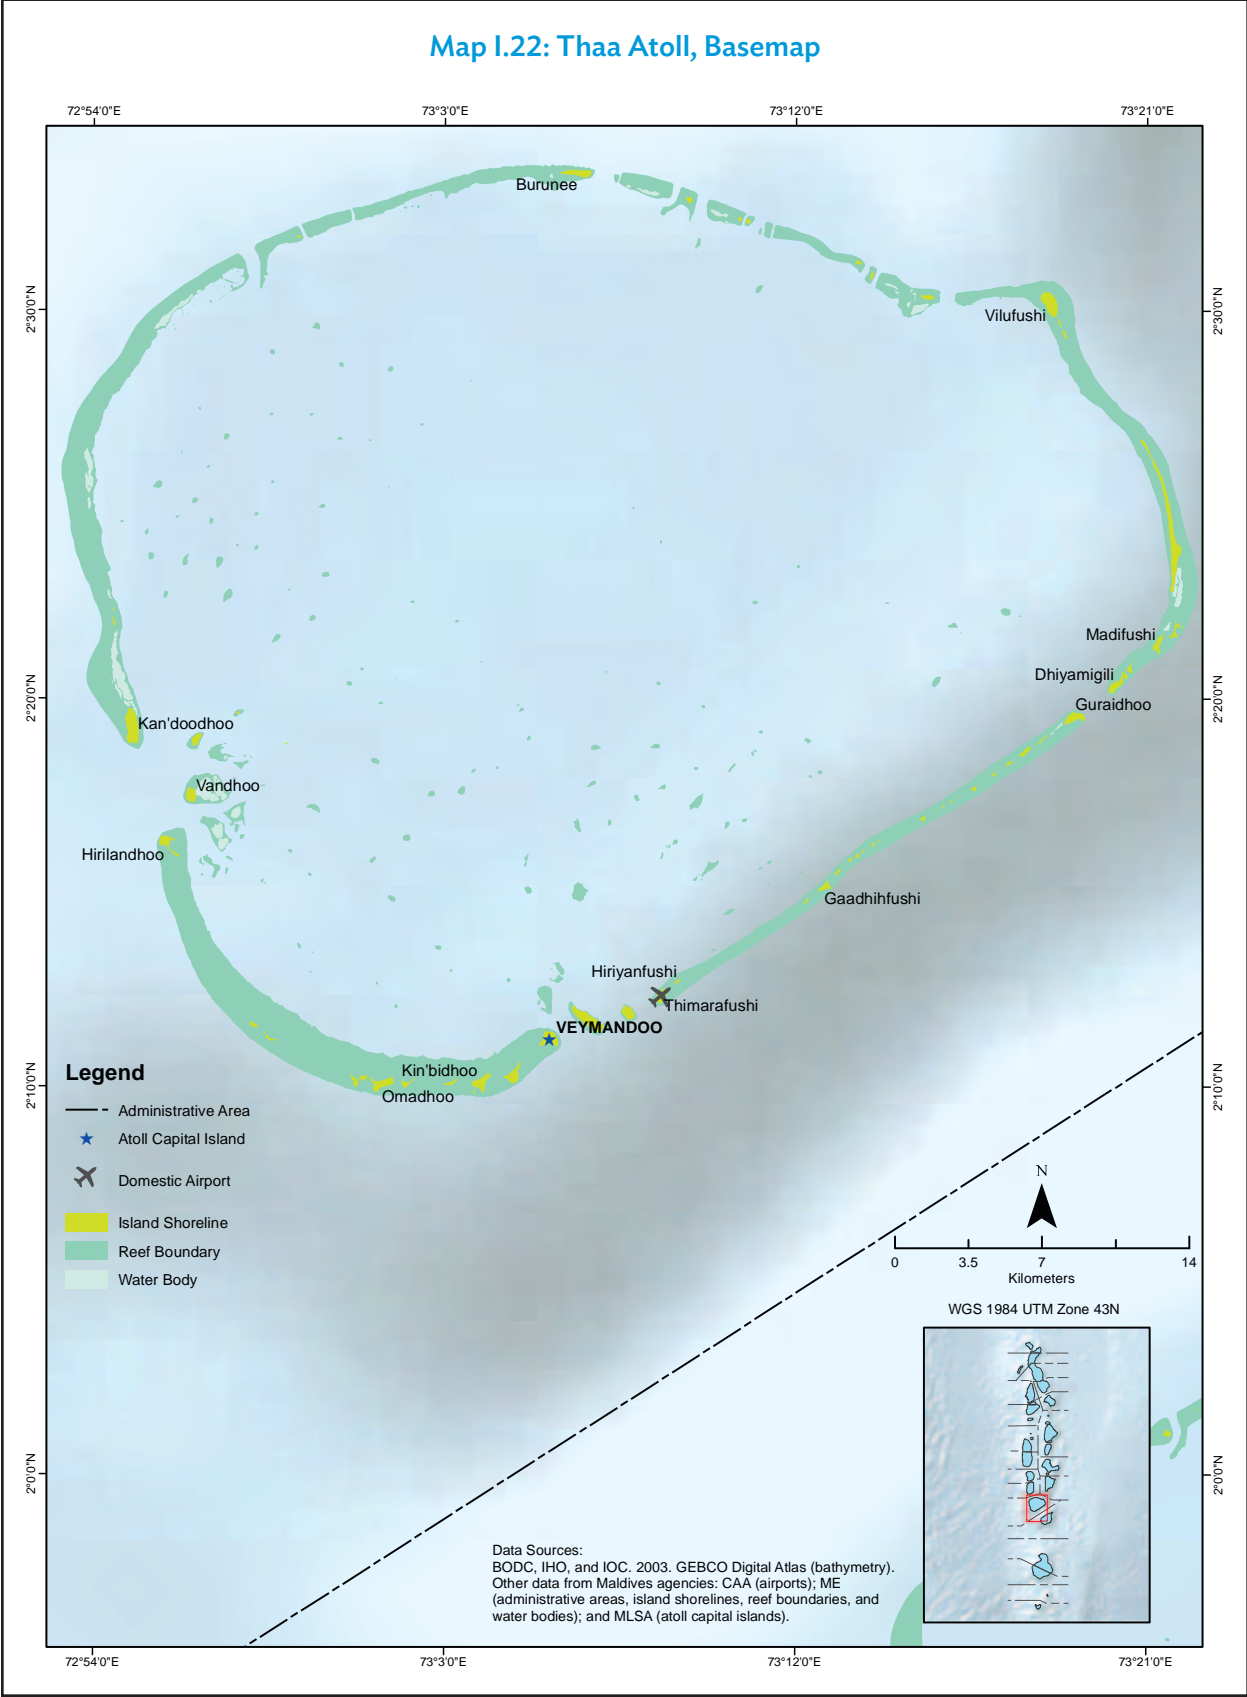 Map I.22: Thaa Atoll, Basemap
72°54'0"E
73°3'0"E
73°12'0"E
73°21'0"E
Burunee
2°30'0"N
2°30'0"N
Vilufushi
Madifushi
Dhiyamigili
2°20'0"N
2°20'0"N
Guraidhoo
Kan'doodhoo
Vandhoo
Hirilandhoo
Gaadhihfushi
Hiriyanfushi
Thimarafushi
VEYMANDOO
Kin'bidhoo
Omadhoo
2°10'0"N
2°10'0"N
Legend
Administrative Area
Atoll Capital Island
Domestic Airport
Island Shoreline
Reef Boundary
Water Body
N
0 3.5 7 14
Kilometers
WGS 1984 UTM Zone 43N
2°0'0"N
2°0'0"N
Data Sources:
BODC, IHO, and IOC. 2003. GEBCO Digital Atlas (bathymetry).
Other data from Maldives agencies: CAA (airports); ME
(administrative areas, island shorelines, reef boundaries, and
water bodies); and MLSA (atoll capital islands).
72°54'0"E
73°3'0"E
73°12'0"E
73°21'0"E